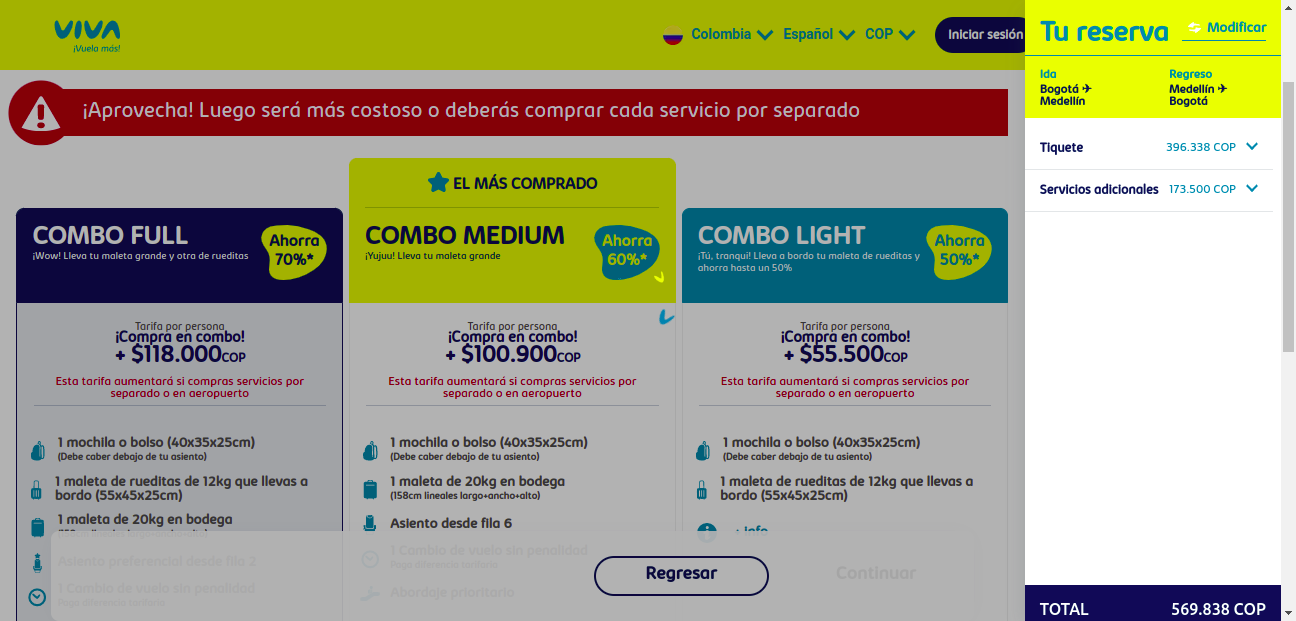 VIVA
¡Vuela más!
Colombia
Español
COP
Iniciar sesión
Tu reserva
Modificar
Ida
Bogotá ✈
Medellín
Regreso
Medellín ✈
Bogotá
Tiquete
396.338 COP
Servicios adicionales
173.500 COP
TOTAL
569.838 COP
¡Aprovecha! Luego será más costoso o deberás comprar cada servicio por separado
COMBO FULL
¡Wow! Lleva tu maleta grande y otra de rueditas
Ahorra
70%*
Tarifa por persona
¡Compra en combo!
+ $118.000COP
Esta tarifa aumentará si compras servicios por
separado o en aeropuerto
1 mochila o bolso (40x35x25cm)
(Debe caber debajo de tu asiento)
1 maleta de rueditas de 12kg que llevas a
bordo (55x45x25cm)
1 maleta de 20kg en bodega
(158cm lineales largo+ancho+alto)
Asiento preferencial desde fila 2
1 Cambio de vuelo sin penalidad
Paga diferencia tarifaria
EL MÁS COMPRADO
COMBO MEDIUM
¡Yujuu! Lleva tu maleta grande
Ahorra
60%*
Tarifa por persona
¡Compra en combo!
+ $100.900COP
Esta tarifa aumentará si compras servicios por
separado o en aeropuerto
1 mochila o bolso (40x35x25cm)
(Debe caber debajo de tu asiento)
1 maleta de 20kg en bodega
(158cm lineales largo+ancho+alto)
Asiento desde fila 6
1 Cambio de vuelo sin penalidad
Paga diferencia tarifaria
Abordaje prioritario
COMBO LIGHT
¡Tú, tranqui! Lleva a bordo tu maleta de rueditas y
ahorra hasta un 50%
Ahorra
50%*
Tarifa por persona
¡Compra en combo!
+ $55.500COP
Esta tarifa aumentará si compras servicios por
separado o en aeropuerto
1 mochila o bolso (40x35x25cm)
(Debe caber debajo de tu asiento)
1 maleta de rueditas de 12kg que llevas a
bordo (55x45x25cm)
+ Info
Regresar
Continuar